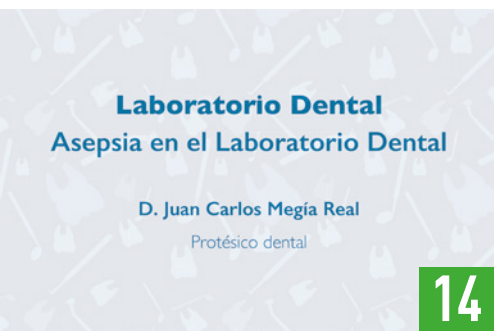 Laboratorio Dental
Asepsia en el Laboratorio Dental
D. Juan Carlos Megía Real
Protésico dental
14